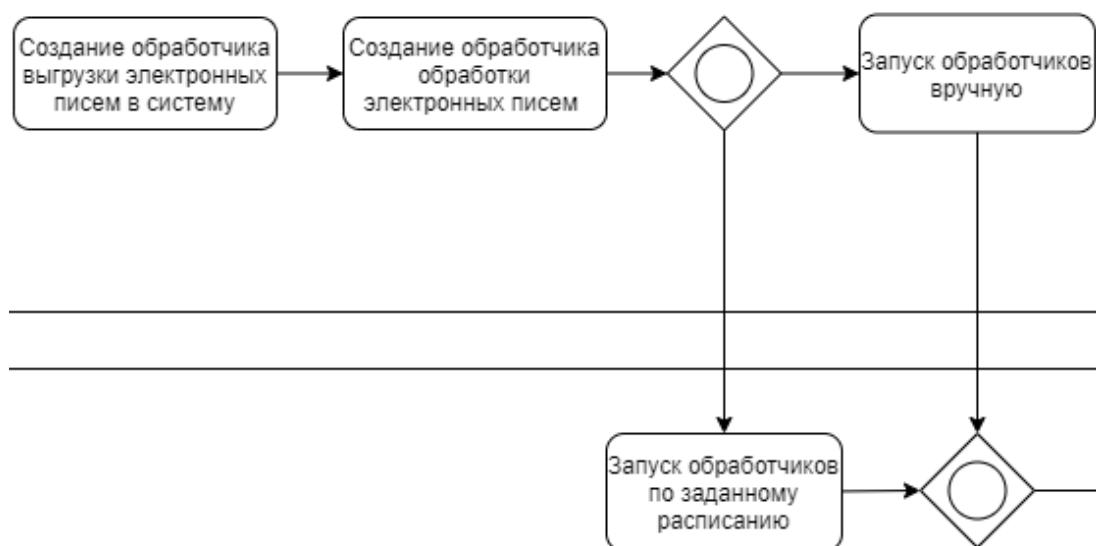 Создание обработчика
выгрузки электронных
писем в систему
Создание обработчика
обработки
электронных писем
Запуск обработчиков
вручную
Запуск обработчиков
по заданному
расписанию